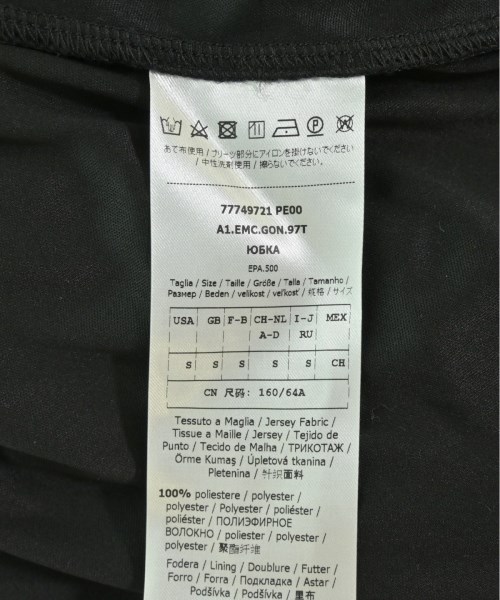 あて布使用 / プリーツ部分にアイロンを掛けないでください
/ 中性洗剤使用 / 擦らないでください
77749721 PE00
A1.EMC.GON.97T
ЮБКА
EPA.500
Taglia / Size / Taille / Größe / Talla / Tamanho /
Размер / Beden / velikost / veľkosť / 规格 / サイズ
USA GB F-B CH-NL I-J MEX
A-D RU
S S S S S CH
CN 尺码: 160/64A
Tessuto a Maglia / Jersey Fabric /
Tissue a Maille / Jersey / Tejido de
Punto / Tecido de Malha / ТРИКОТАЖ /
Örme Kumaş / Úpletová tkanina /
Pletenina / 针织面料
100% poliestere / polyester /
polyester / Polyester / poliéster /
poliéster / ПОЛИЭФИРНОЕ
ВОЛОКНО / poliester / polyester /
polyester / 聚酯纤维
Fodera / Lining / Doublure / Futter /
Forro / Forra / Подкладка / Astar /
Podšívka / Podšívka / 里布